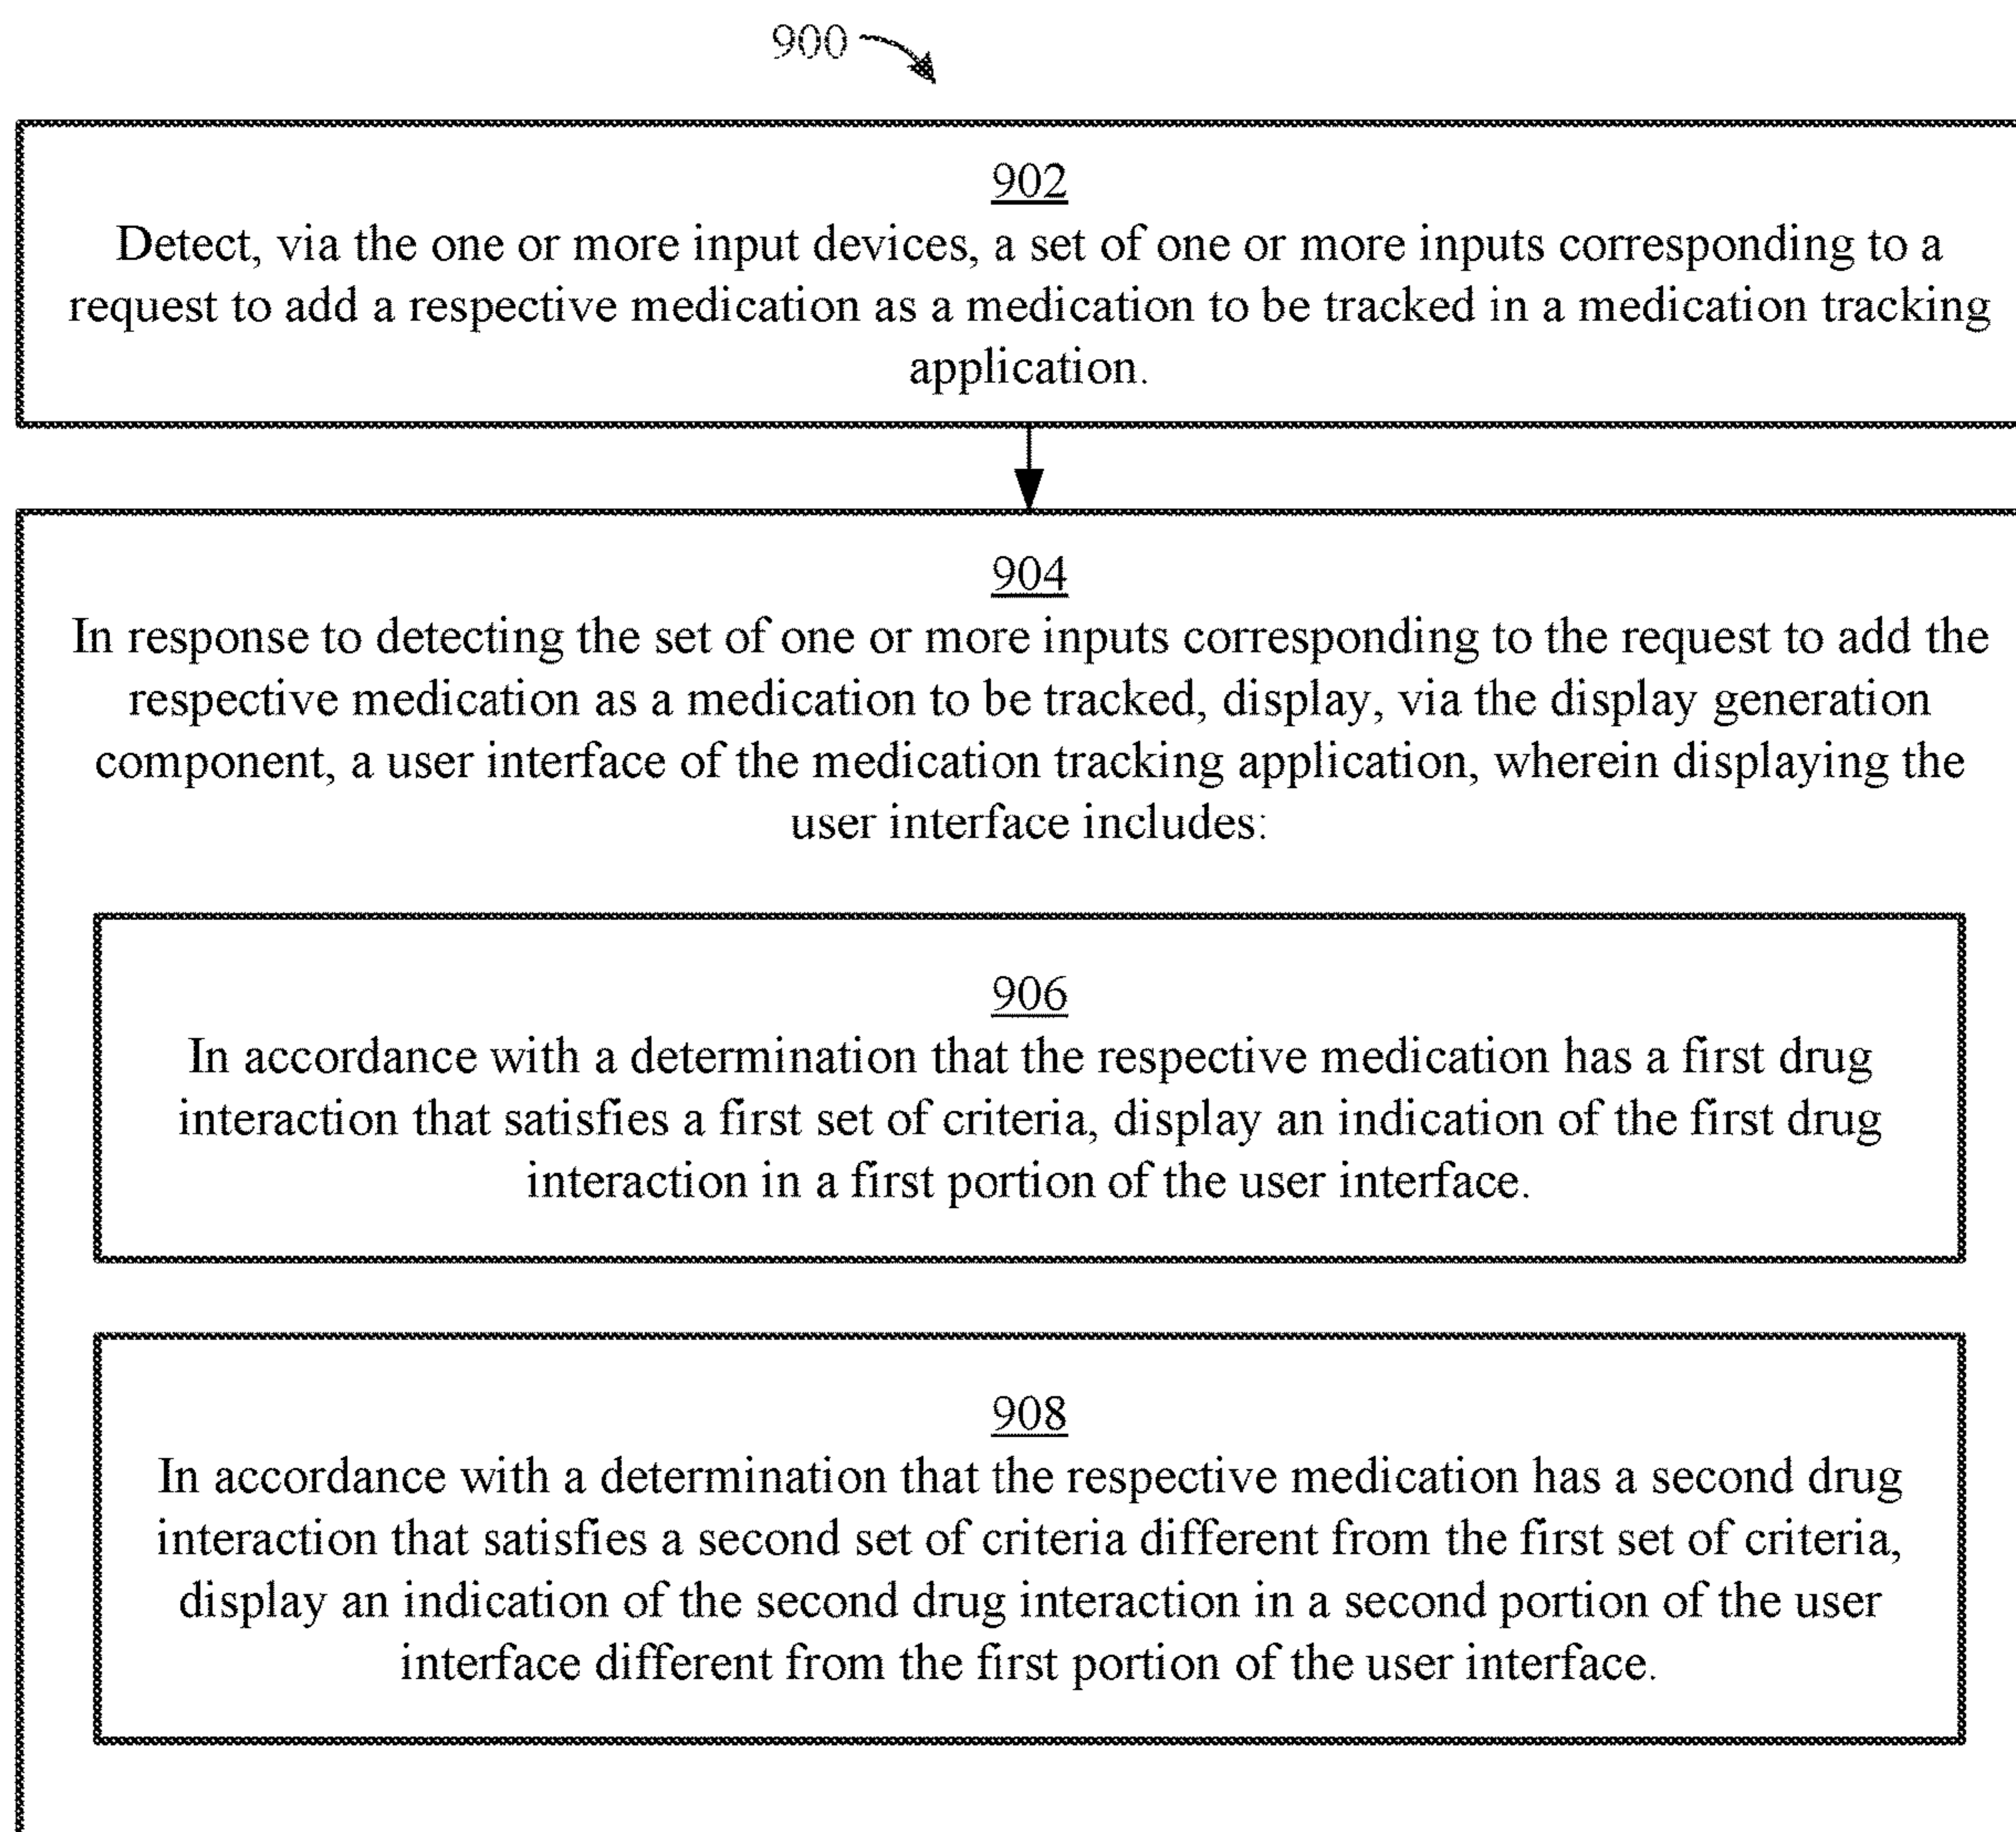 900
902
Detect, via the one or more input devices, a set of one or more inputs corresponding to a
request to add a respective medication as a medication to be tracked in a medication tracking
application.
904
In response to detecting the set of one or more inputs corresponding to the request to add the
respective medication as a medication to be tracked, display, via the display generation
component, a user interface of the medication tracking application, wherein displaying the
user interface includes:
906
In accordance with a determination that the respective medication has a first drug
interaction that satisfies a first set of criteria, display an indication of the first drug
interaction in a first portion of the user interface.
908
In accordance with a determination that the respective medication has a second drug
interaction that satisfies a second set of criteria different from the first set of criteria,
display an indication of the second drug interaction in a second portion of the user
interface different from the first portion of the user interface.